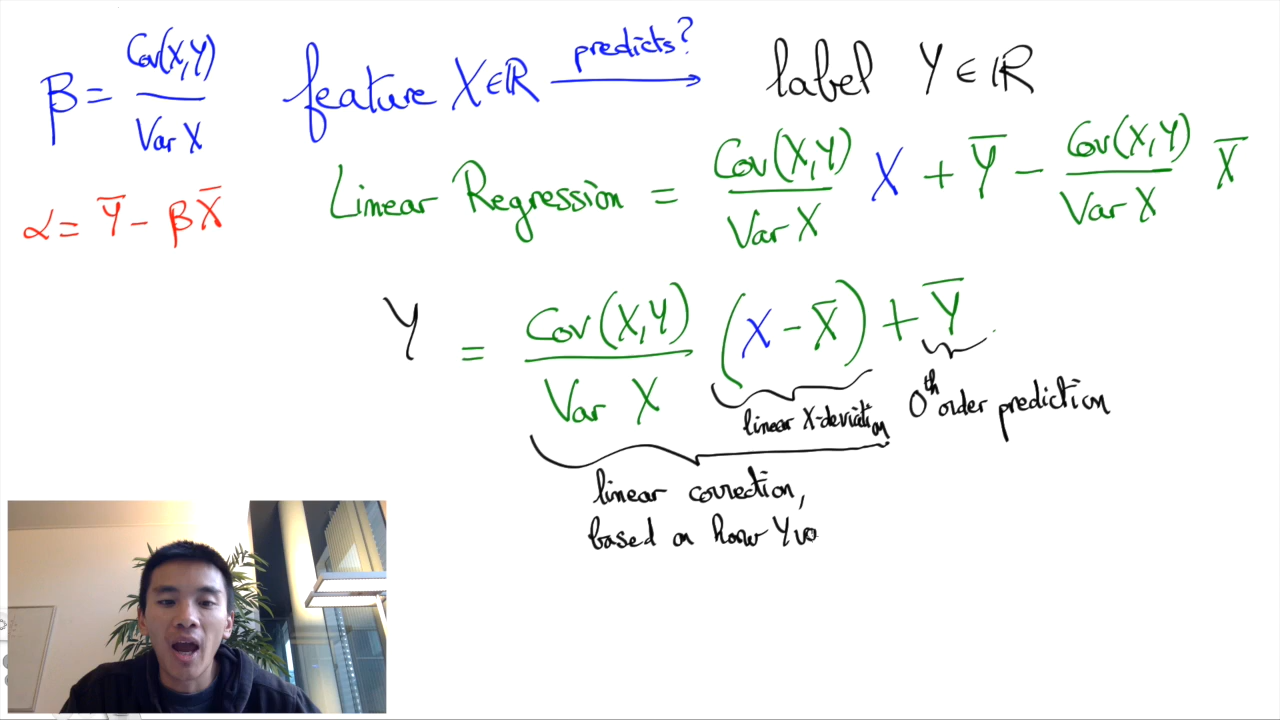 β = Cov(X,Y) / Var X
feature X ∈ ℝ predicts? → label Y ∈ ℝ
α = Ȳ - β X̄
Linear Regression = Cov(X,Y) / Var X X + Ȳ - Cov(X,Y) / Var X X̄
Y = Cov(X,Y) / Var X (X - X̄) + Ȳ
linear X-deviation
0th order prediction
linear correction,
based on how Y va